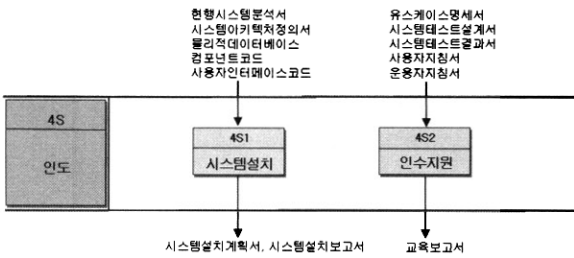 현행시스템분석서
시스템아키텍처정의서
물리적데이터베이스
컴포넌트코드
사용자인터페이스코드
유스케이스명세서
시스템테스트설계서
시스템테스트결과서
사용자지침서
운용자지침서
4S
인도
4S1
시스템설치
4S2
인수지원
시스템설치계획서, 시스템설치보고서
교육보고서